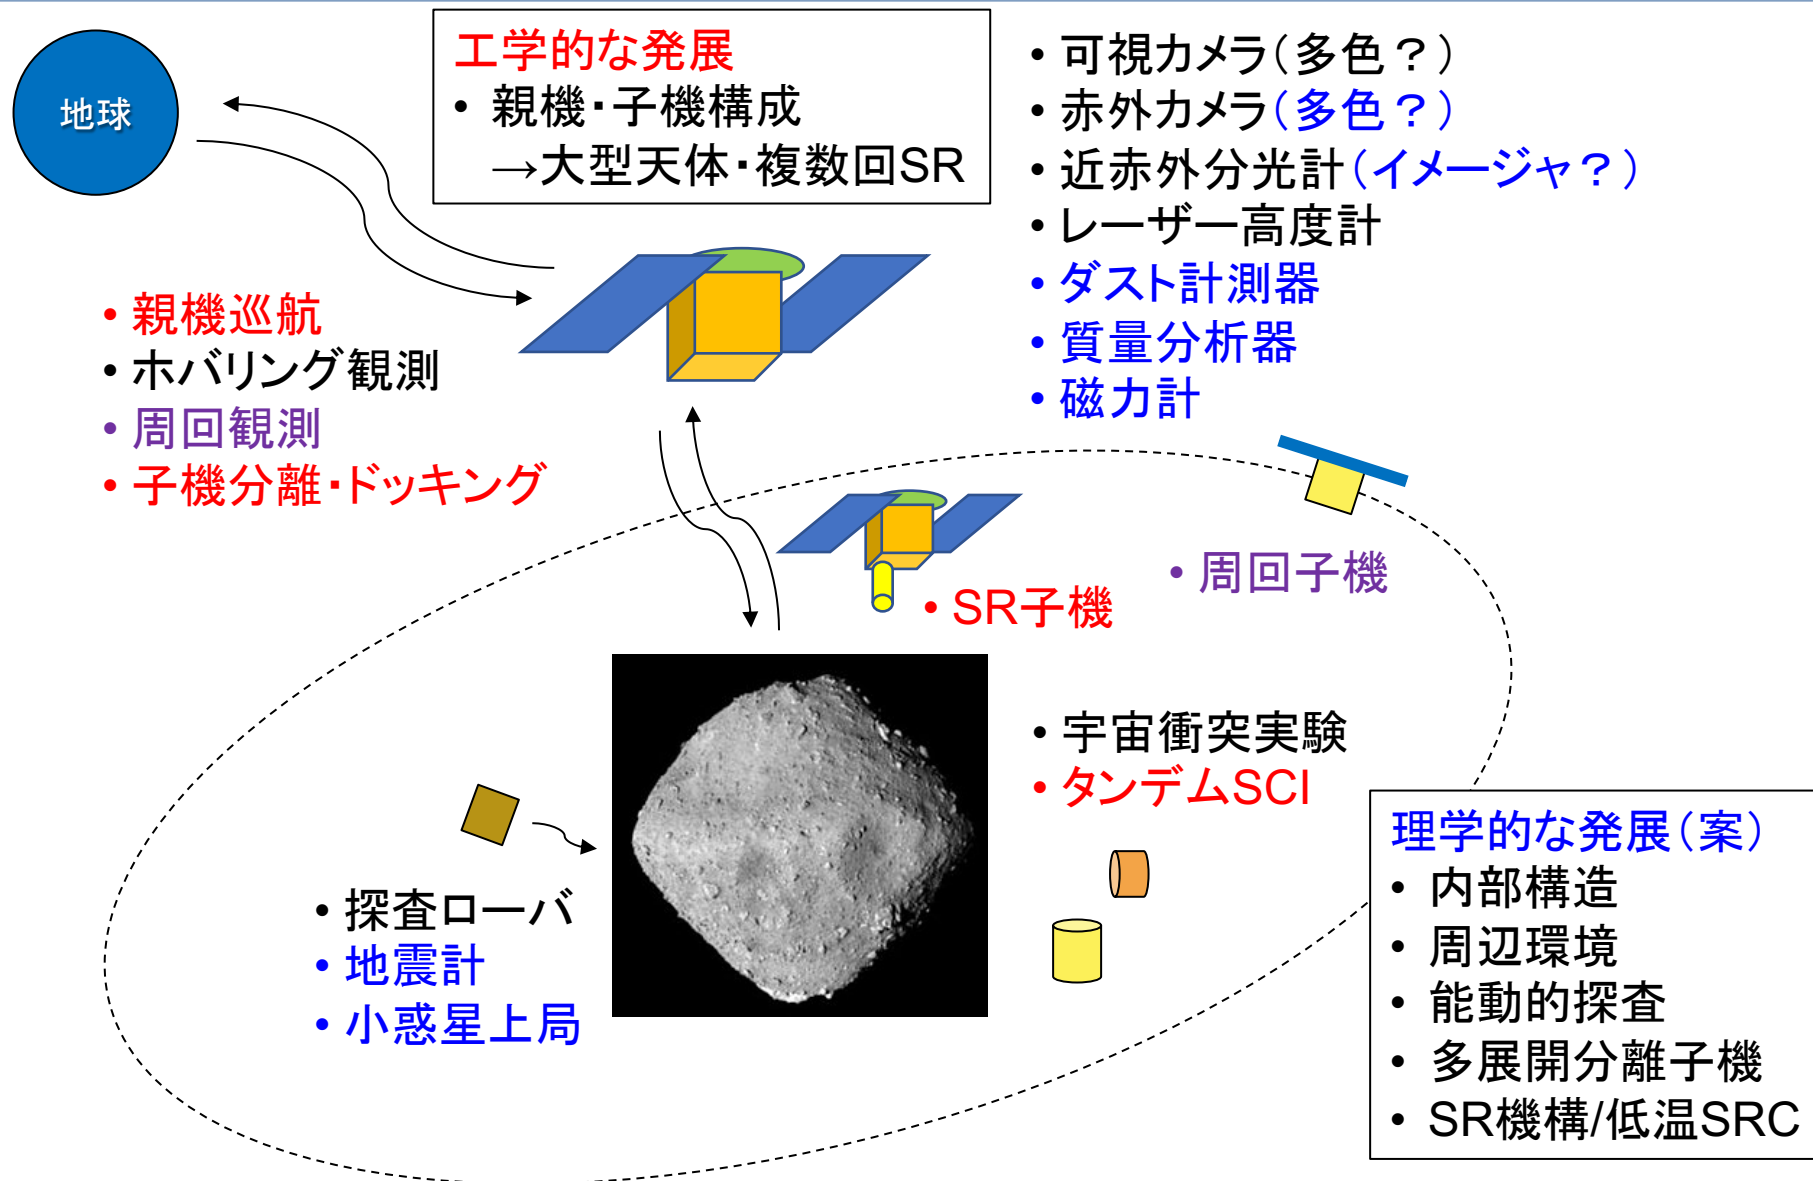 地球
工学的な発展
• 親機・子機構成
→大型天体・複数回SR
• 可視カメラ（多色？）
• 赤外カメラ（多色？）
• 近赤外分光計（イメージャ？）
• レーザー高度計
• ダスト計測器
• 質量分析器
• 磁力計
• 親機巡航
• ホバリング観測
• 周回観測
• 子機分離・ドッキング
• 周回子機
• SR子機
• 宇宙衝突実験
• タンデムSCI
• 探査ローバ
• 地震計
• 小惑星上局
理学的な発展（案）
• 内部構造
• 周辺環境
• 能動的探査
• 多展開分離子機
• SR機構/低温SRC